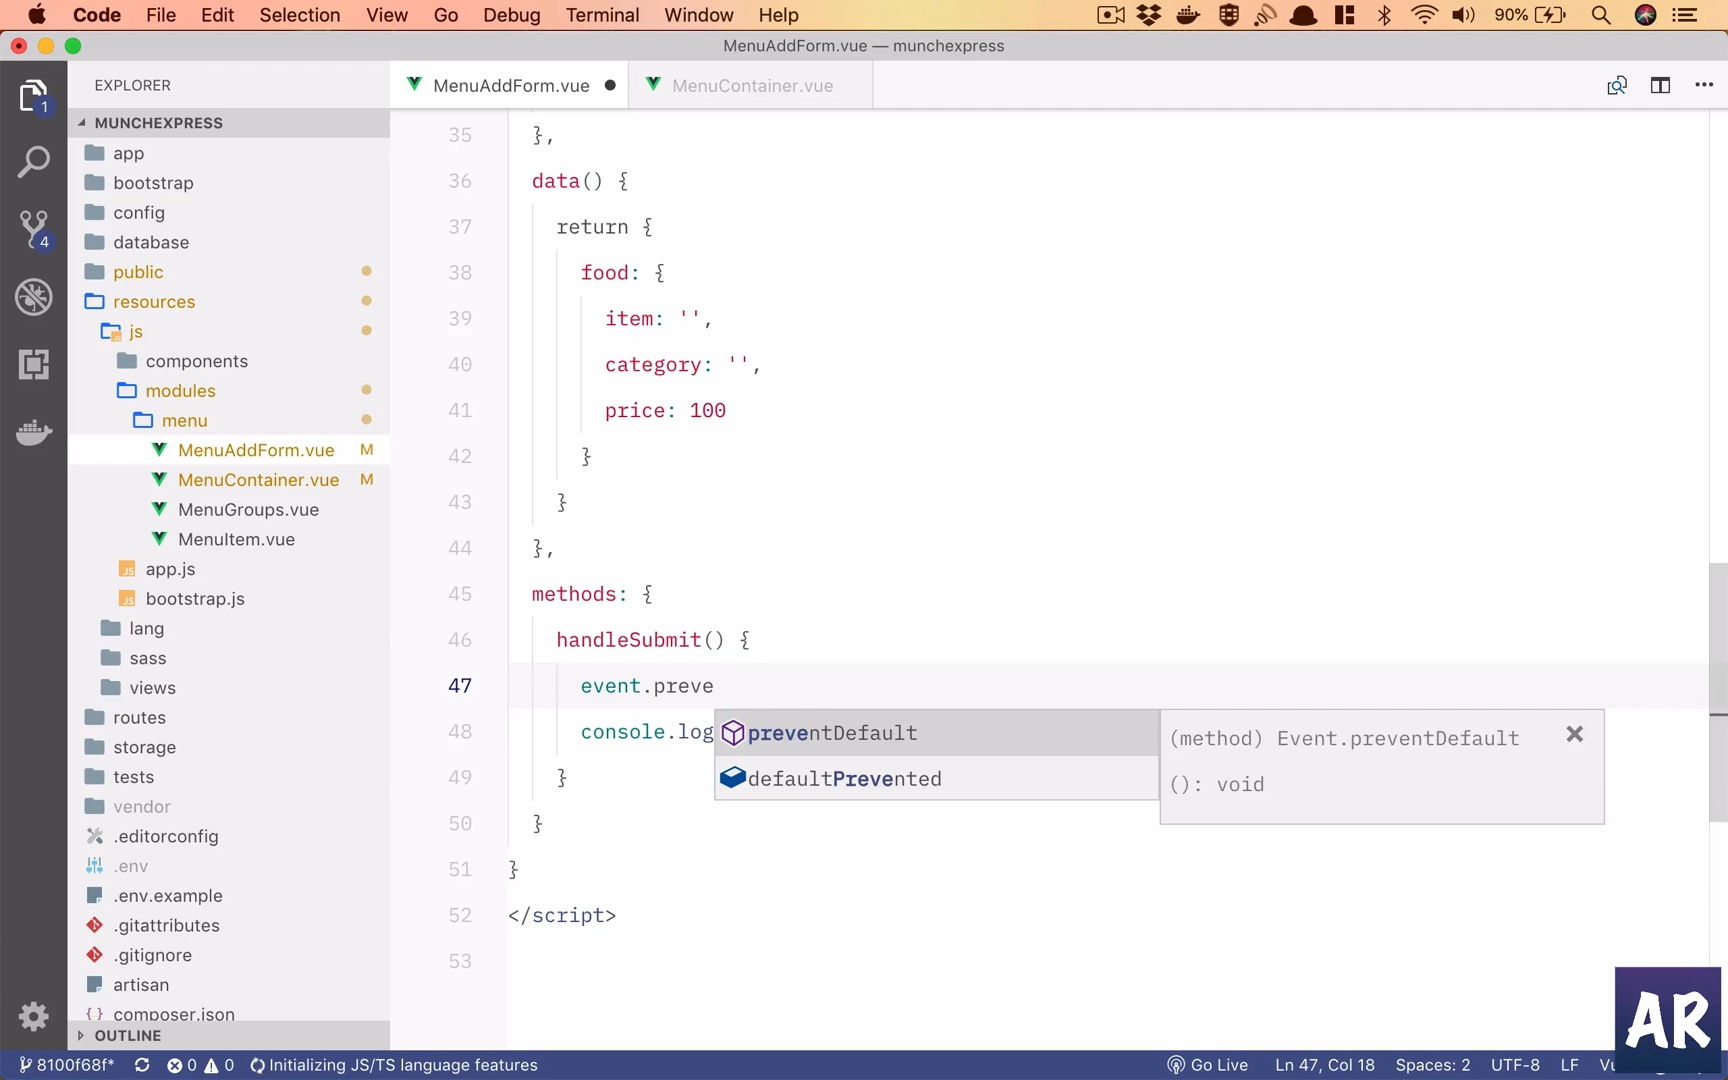 Code File Edit Selection View Go Debug Terminal Window Help 90%
MenuAddForm.vue — munchexpress
EXPLORER
MenuAddForm.vue
MenuContainer.vue
1
4
MUNCHEXPRESS
app
bootstrap
config
database
public
resources
js
components
modules
menu
MenuAddForm.vue M
MenuContainer.vue M
MenuGroups.vue
MenuItem.vue
app.js
bootstrap.js
lang
sass
views
routes
storage
tests
vendor
.editorconfig
.env
.env.example
.gitattributes
.gitignore
artisan
composer.json
OUTLINE
35 },
36 data() {
37 return {
38 food: {
39 item: '',
40 category: '',
41 price: 100
42 }
43 }
44 },
45 methods: {
46 handleSubmit() {
47 event.preve
48 console.log
49 }
50 }
51 }
52 </script>
53
preventDefault
defaultPrevented
(method) Event.preventDefault
(): void
AR
8100f68f* 0 0 Initializing JS/TS language features Go Live Ln 47, Col 18 Spaces: 2 UTF-8 LF